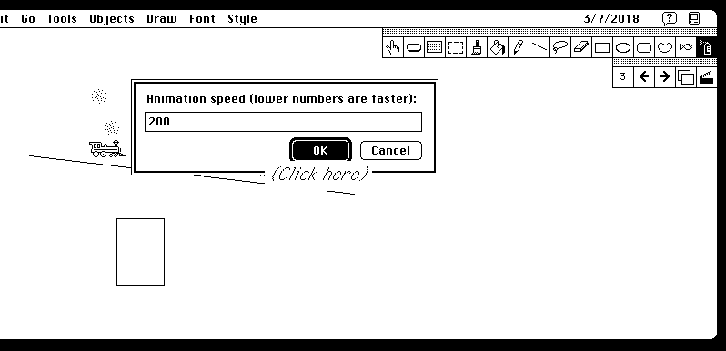 it Go Tools Objects Draw Font Style 3/7/2018
3
Animation speed (lower numbers are faster):
200
OK Cancel
(Click here)